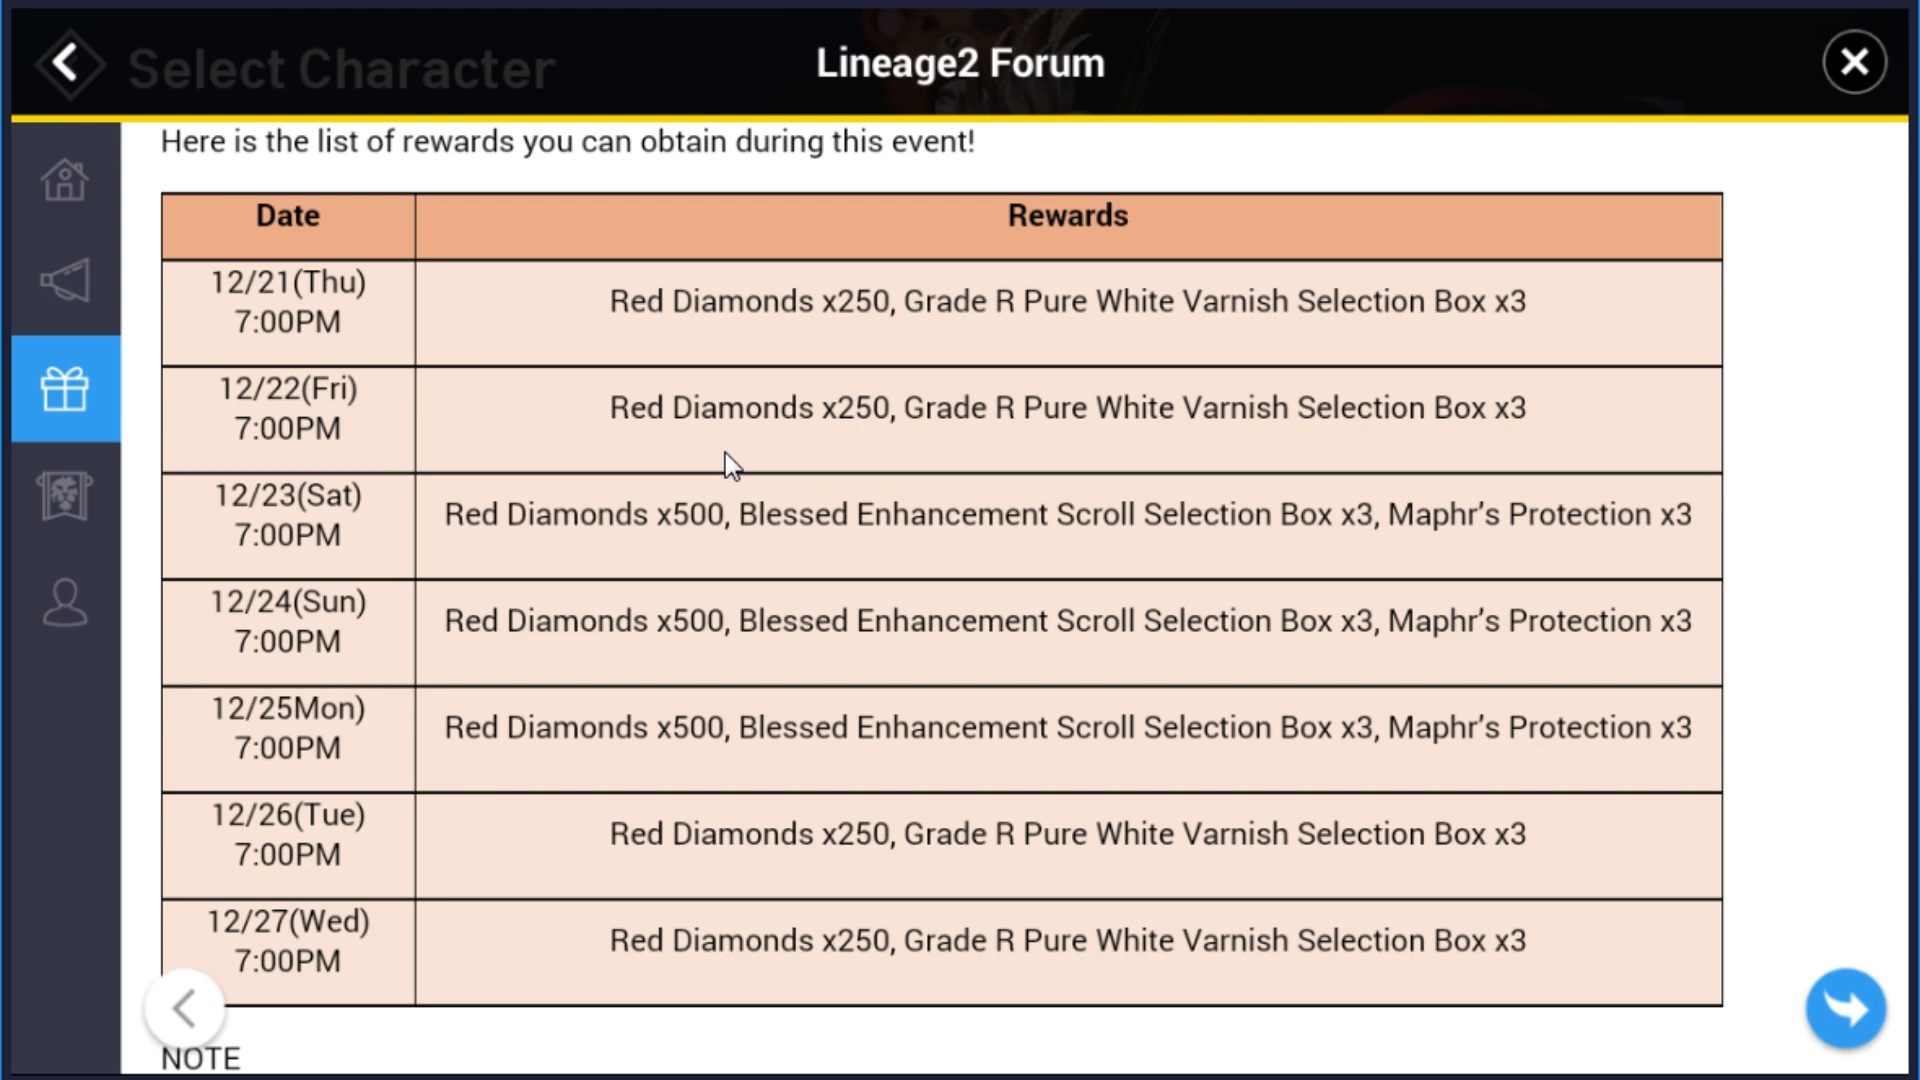 Select Character
Lineage2 Forum
Here is the list of rewards you can obtain during this event!
Date
Rewards
12/21(Thu)
7:00PM
Red Diamonds x250, Grade R Pure White Varnish Selection Box x3
12/22(Fri)
7:00PM
Red Diamonds x250, Grade R Pure White Varnish Selection Box x3
12/23(Sat)
7:00PM
Red Diamonds x500, Blessed Enhancement Scroll Selection Box x3, Maphr's Protection x3
12/24(Sun)
7:00PM
Red Diamonds x500, Blessed Enhancement Scroll Selection Box x3, Maphr's Protection x3
12/25Mon)
7:00PM
Red Diamonds x500, Blessed Enhancement Scroll Selection Box x3, Maphr's Protection x3
12/26(Tue)
7:00PM
Red Diamonds x250, Grade R Pure White Varnish Selection Box x3
12/27(Wed)
7:00PM
Red Diamonds x250, Grade R Pure White Varnish Selection Box x3
NOTE